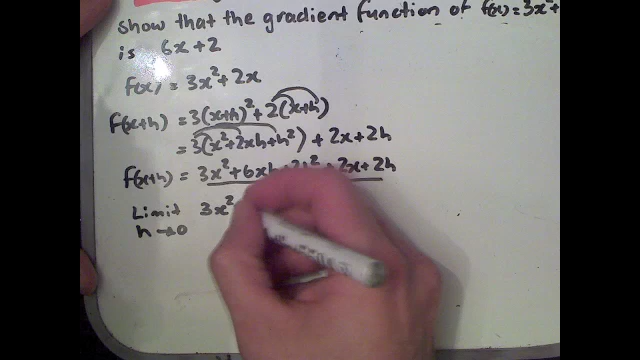 show that the gradient function of f(x) = 3x²+
is 6x+2
f(x) = 3x²+2x
f(x+h) = 3(x+h)²+2(x+h)
= 3(x²+2xh+h²) + 2x+2h
f(x+h) = 3x²+6xh+3h²+2x+2h
Limit 3x²
h→0